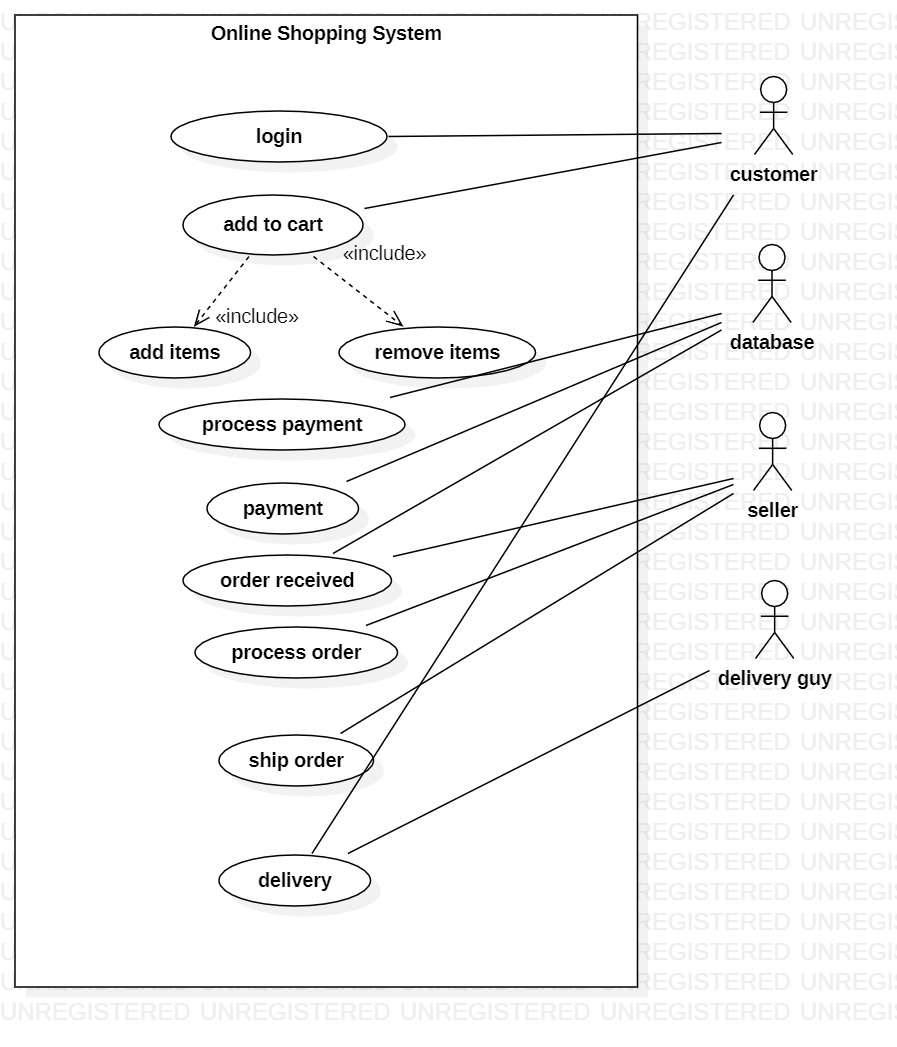 Online Shopping System
login
customer
add to cart
«include»
«include»
add items
remove items
database
process payment
payment
seller
order received
process order
delivery guy
ship order
delivery
UNREGISTERED UNREGISTERED UNREGISTERED UNREGISTERED UNREGIS